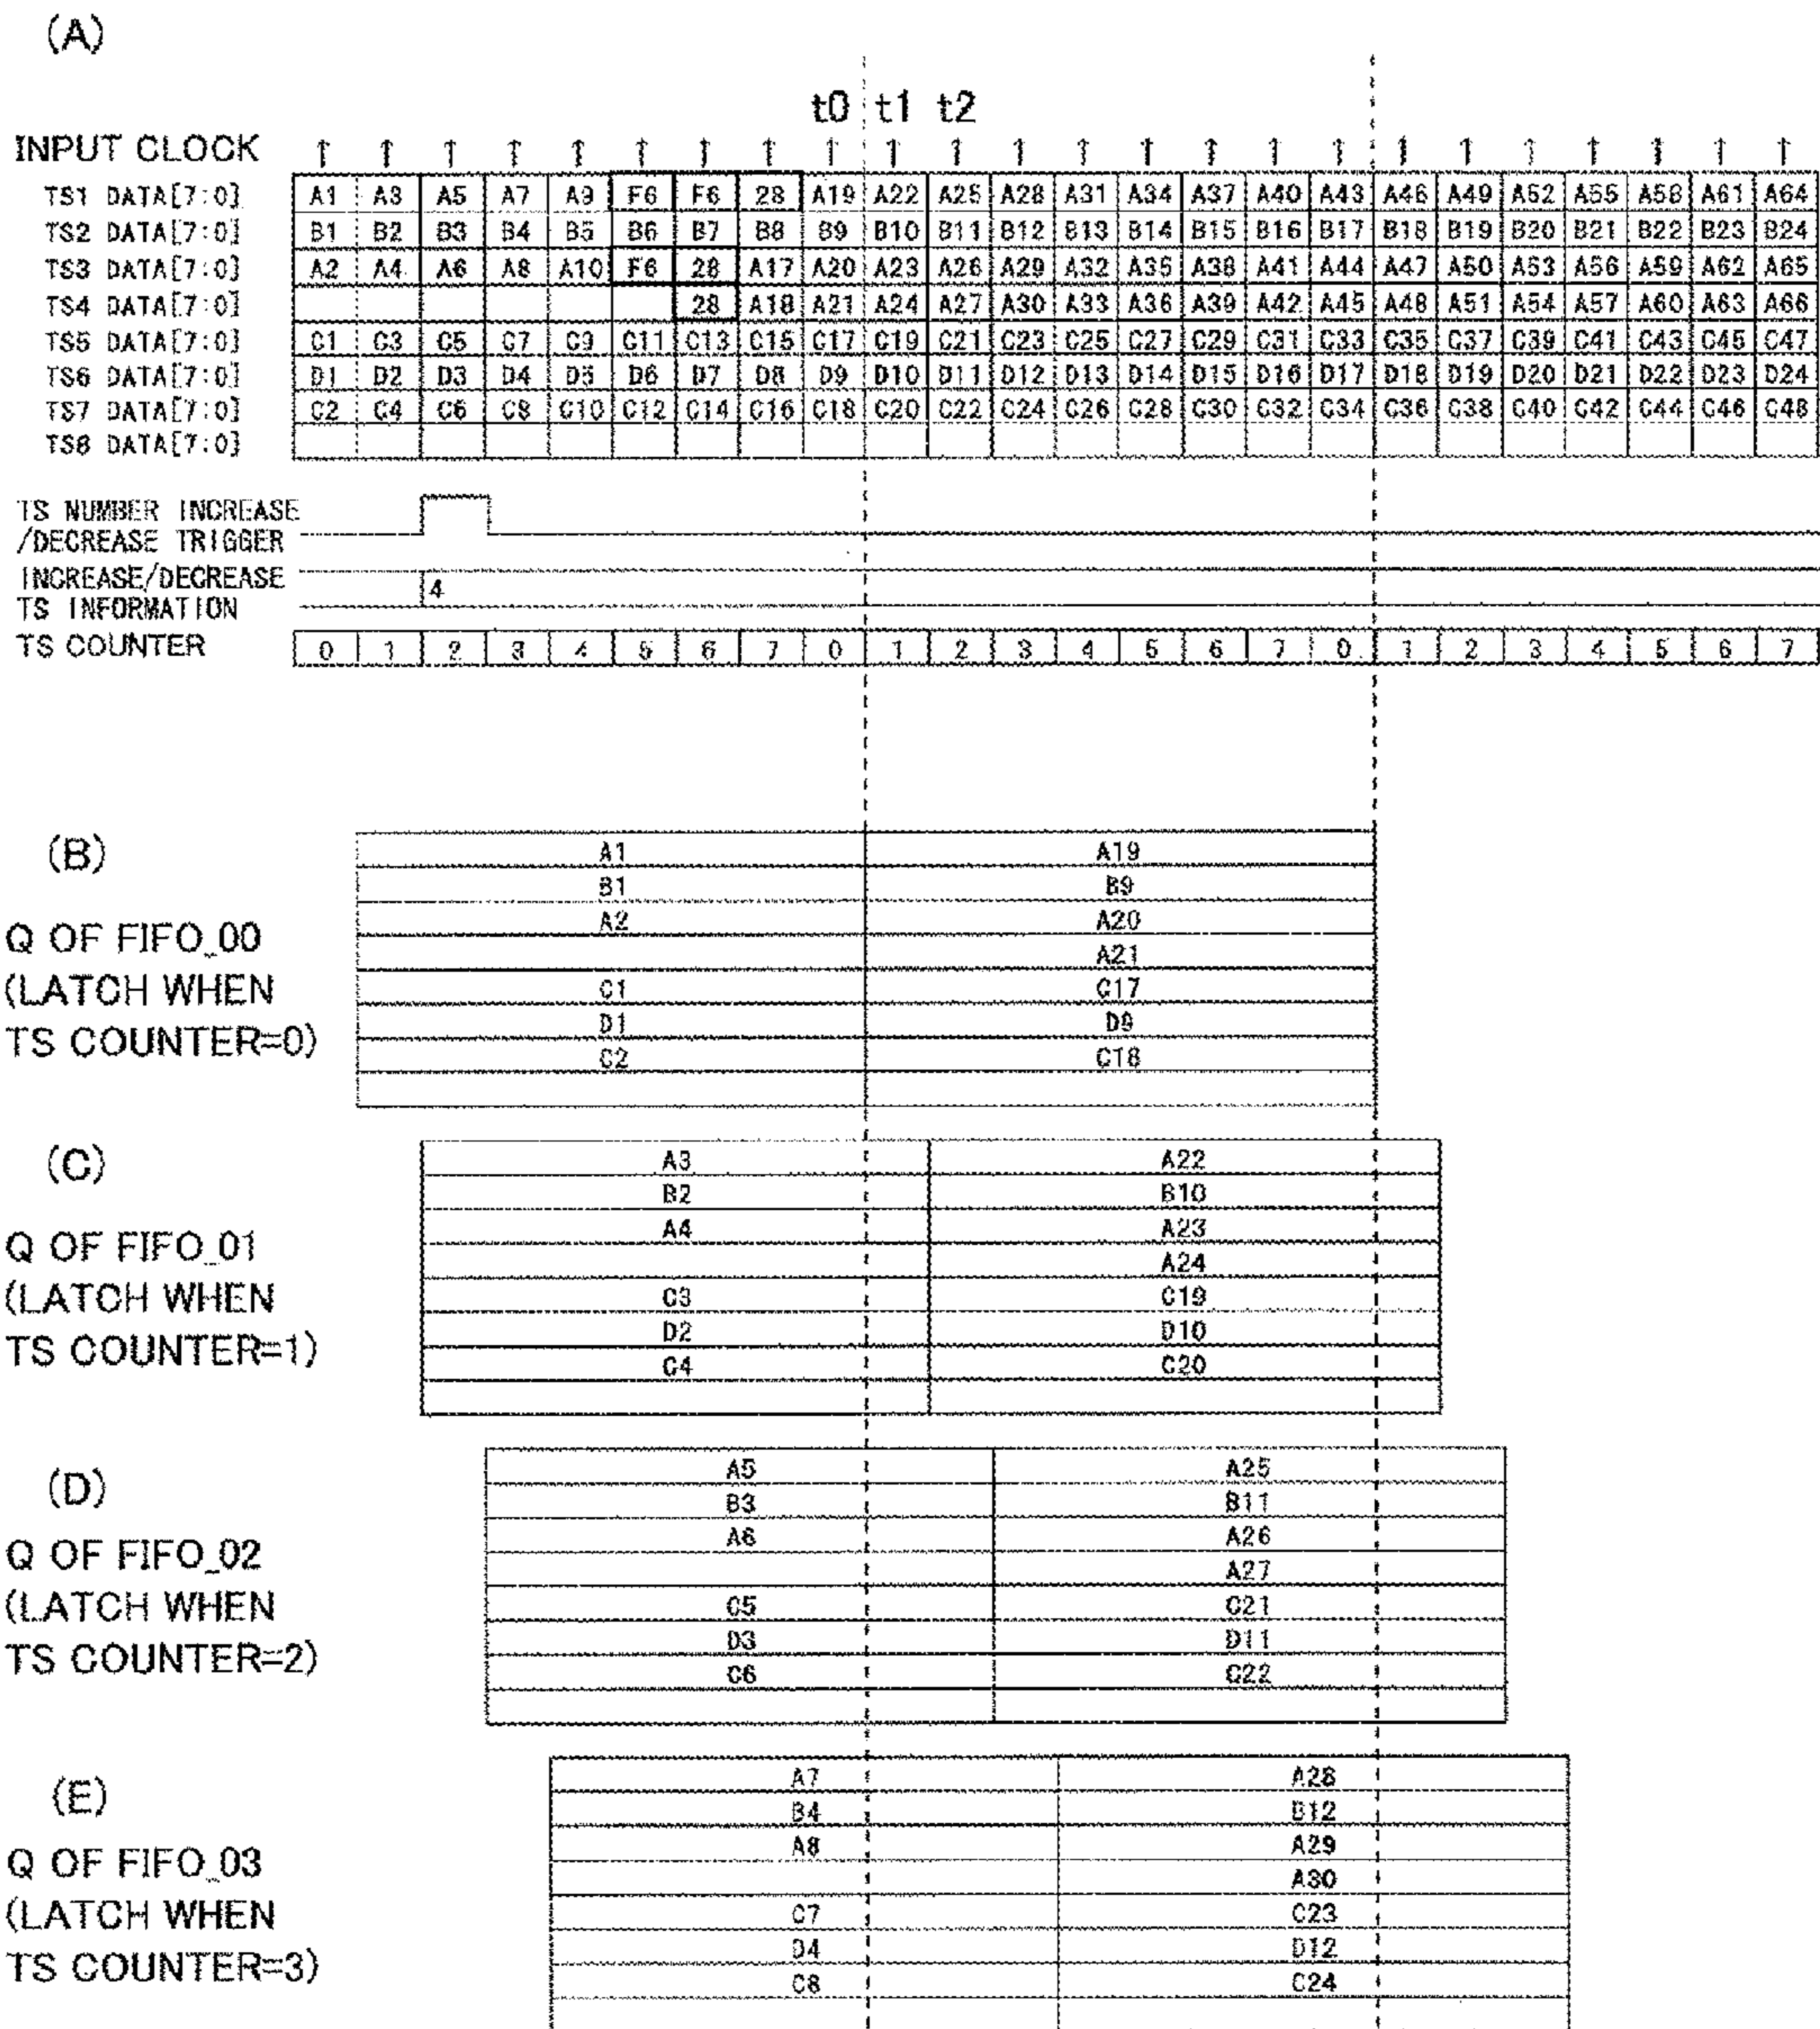 (A)
t0 t1 t2
INPUT CLOCK ↑ ↑ ↑ ↑ ↑ ↑ ↑ ↑ ↑ ↑ ↑ ↑ ↑ ↑ ↑ ↑ ↑ ↑ ↑ ↑ ↑ ↑ ↑ ↑
TS1 DATA[7:0] A1 A3 A5 A7 A9 F6 F6 28 A19 A22 A25 A28 A31 A34 A37 A40 A43 A46 A49 A52 A55 A58 A61 A64
TS2 DATA[7:0] B1 B2 B3 B4 B5 B6 B7 B8 B9 B10 B11 B12 B13 B14 B15 B16 B17 B18 B19 B20 B21 B22 B23 B24
TS3 DATA[7:0] A2 A4 A6 A8 A10 F6 28 A17 A20 A23 A26 A29 A32 A35 A38 A41 A44 A47 A50 A53 A56 A59 A62 A65
TS4 DATA[7:0] 28 A18 A21 A24 A27 A30 A33 A36 A39 A42 A45 A48 A51 A54 A57 A60 A63 A66
TS5 DATA[7:0] C1 C3 C5 C7 C9 C11 C13 C15 C17 C19 C21 C23 C25 C27 C29 C31 C33 C35 C37 C39 C41 C43 C45 C47
TS6 DATA[7:0] D1 D2 D3 D4 D5 D6 D7 D8 D9 D10 D11 D12 D13 D14 D15 D16 D17 D18 D19 D20 D21 D22 D23 D24
TS7 DATA[7:0] C2 C4 C6 C8 C10 C12 C14 C16 C18 C20 C22 C24 C26 C28 C30 C32 C34 C36 C38 C40 C42 C44 C46 C48
TS8 DATA[7:0]
TS NUMBER INCREASE
/DECREASE TRIGGER
INCREASE/DECREASE
TS INFORMATION 4
TS COUNTER 0 1 2 3 4 5 6 7 0 1 2 3 4 5 6 7 0 1 2 3 4 5 6 7
(B)
Q OF FIFO_00
(LATCH WHEN
TS COUNTER=0)
A1 A19
B1 B9
A2 A20
A21
C1 C17
D1 D9
C2 C18
(C)
Q OF FIFO_01
(LATCH WHEN
TS COUNTER=1)
A3 A22
B2 B10
A4 A23
A24
C3 C19
D2 D10
C4 C20
(D)
Q OF FIFO_02
(LATCH WHEN
TS COUNTER=2)
A5 A25
B3 B11
A6 A26
A27
C5 C21
D3 D11
C6 C22
(E)
Q OF FIFO_03
(LATCH WHEN
TS COUNTER=3)
A7 A28
B4 B12
A8 A29
A30
C7 C23
D4 D12
C8 C24